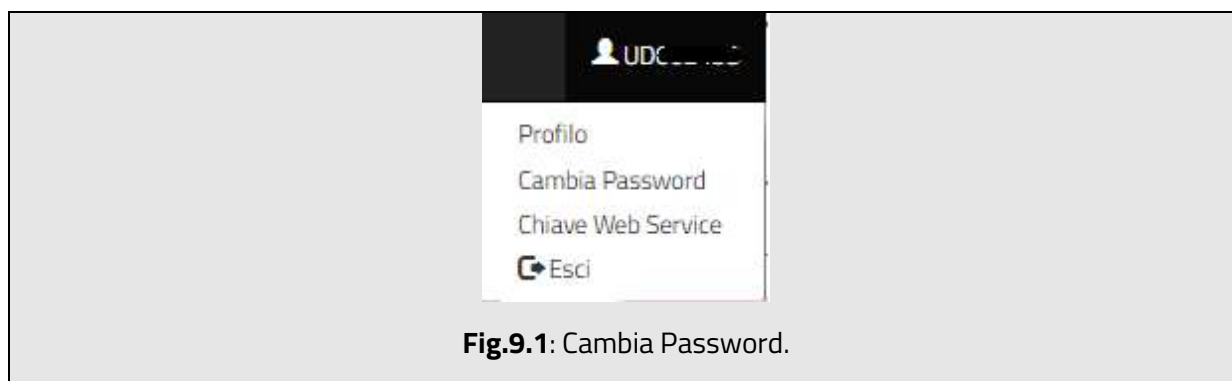 Profilo
Cambia Password
Chiave Web Service
Esci
Fig.9.1: Cambia Password.